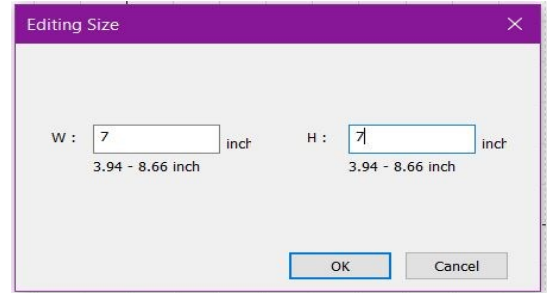 Editing Size
W : 7 inch H : 7 inch
3.94 - 8.66 inch 3.94 - 8.66 inch
OK Cancel